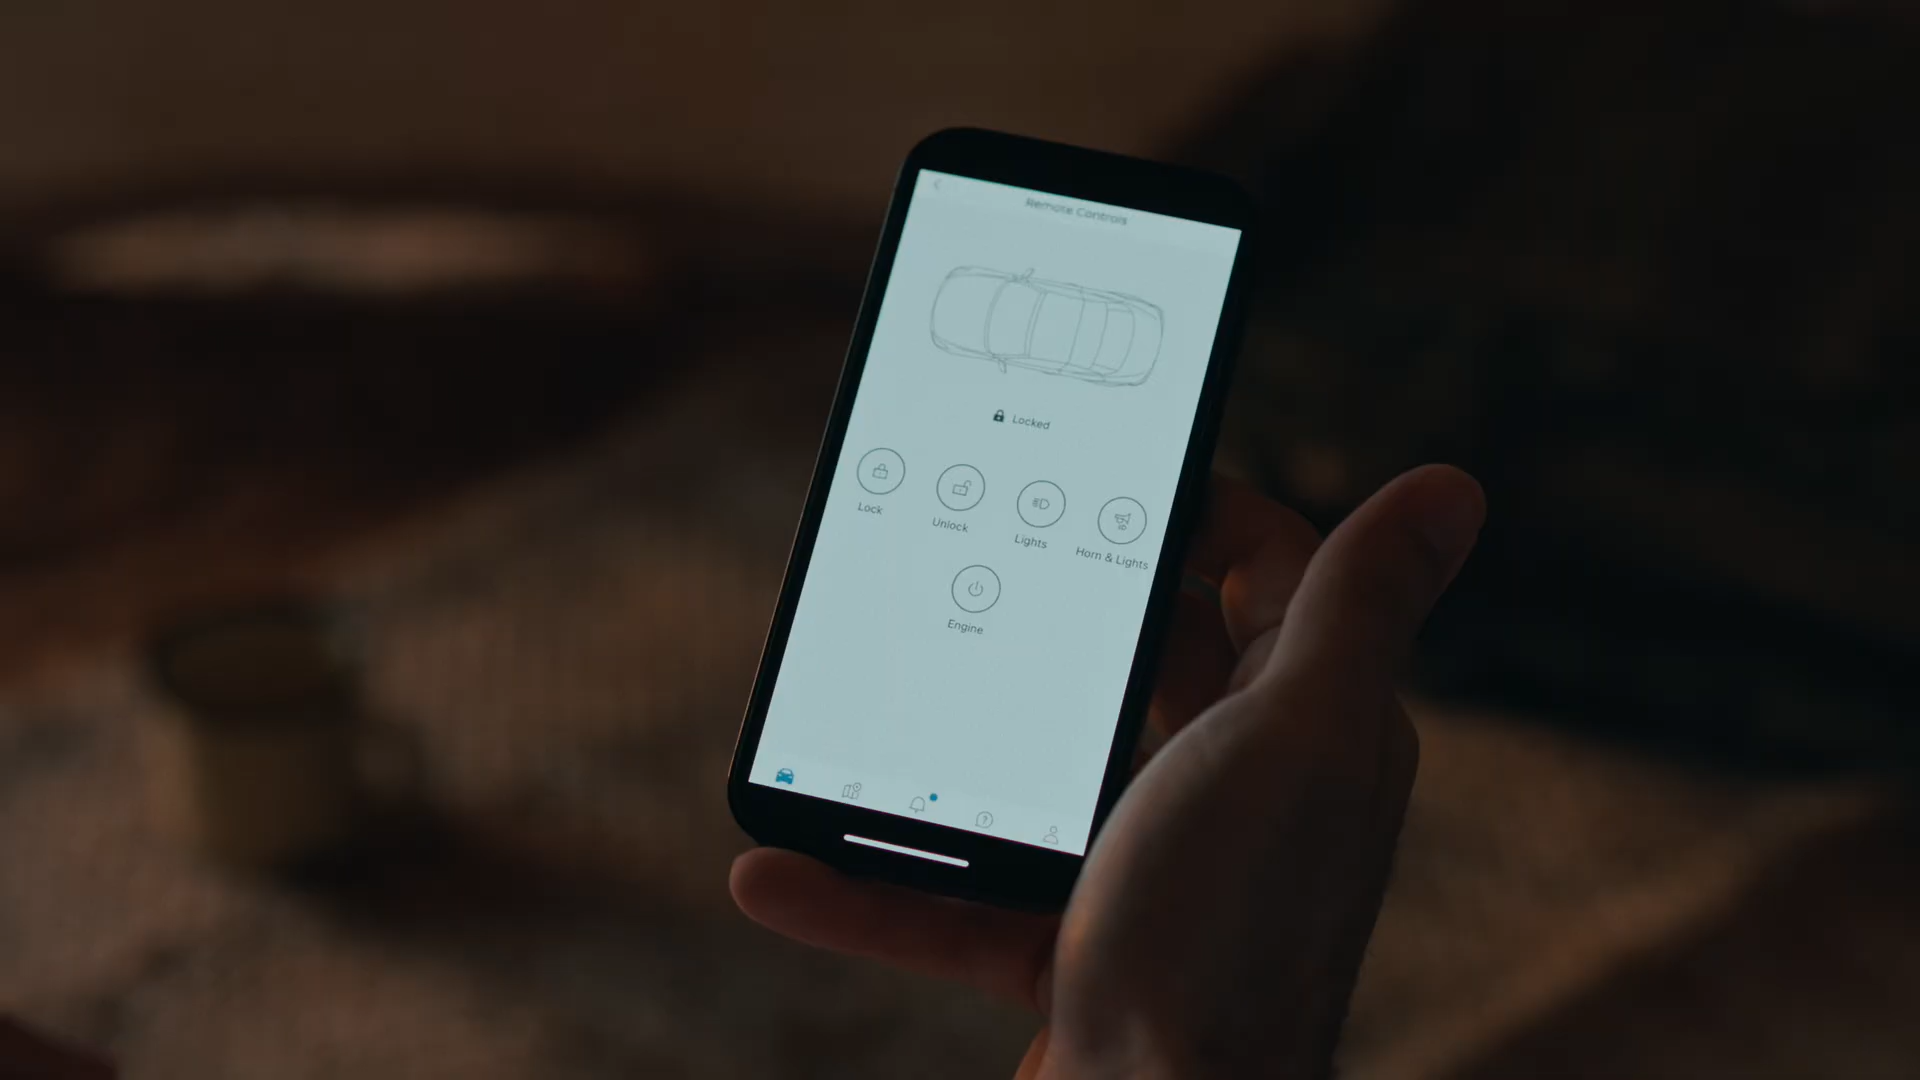 Remote Controls
Locked
Lock
Unlock
Lights
Horn & Lights
Engine